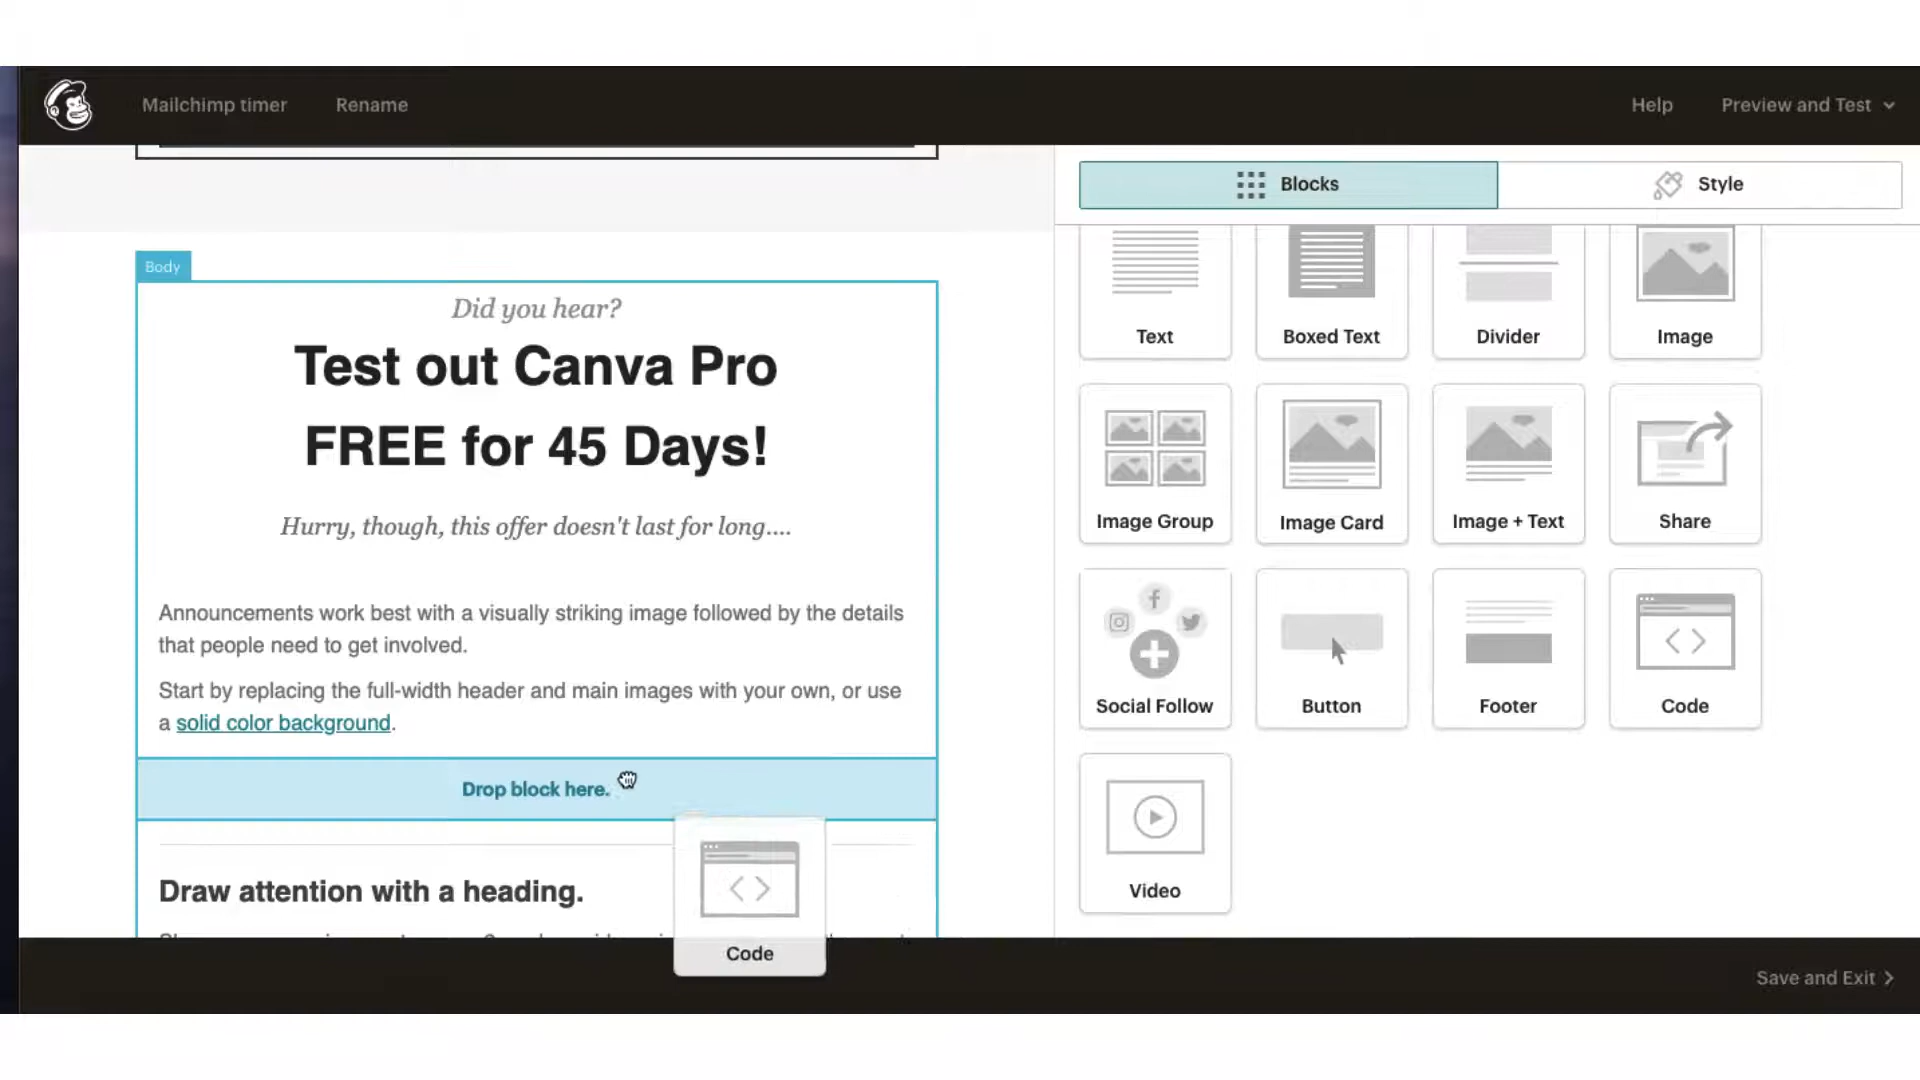 Mailchimp timer
Rename
Help
Preview and Test
Blocks
Style
Body
Did you hear?
Test out Canva Pro
FREE for 45 Days!
Hurry, though, this offer doesn't last for long....
Announcements work best with a visually striking image followed by the details
that people need to get involved.
Start by replacing the full-width header and main images with your own, or use
a solid color background.
Drop block here.
Draw attention with a heading.
Code
Text
Boxed Text
Divider
Image
Image Group
Image Card
Image + Text
Share
Social Follow
Button
Footer
Code
Video
Save and Exit